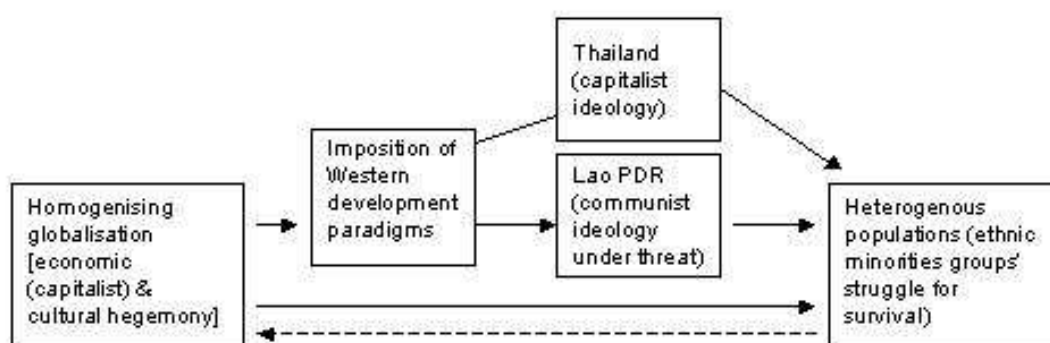 Thailand
(capitalist
ideology)
Imposition of
Western
development
paradigms
Lao PDR
(communist
ideology
under threat)
Homogenising
globalisation
[economic
(capitalist) &
cultural hegemony]
Heterogenous
populations (ethnic
minorities groups'
struggle for
survival)